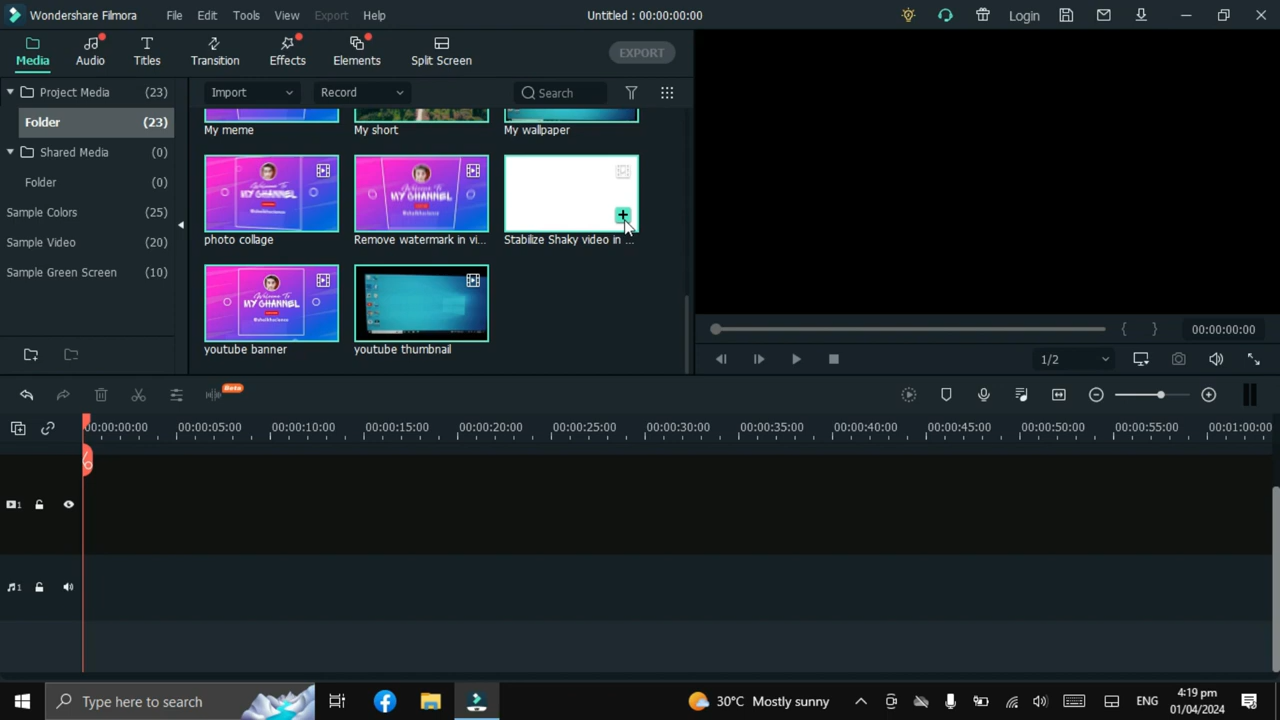 Wondershare Filmora File Edit Tools View Export Help Untitled : 00:00:00:00 Login
Media Audio Titles Transition Effects Elements Split Screen EXPORT
Project Media (23)
Import Record Search
Folder (23)
My meme My short My wallpaper
Shared Media (0)
Folder (0)
Sample Colors (25)
Sample Video (20)
Sample Green Screen (10)
Welcome To
MY CHANNEL
Welcome To
MY CHANNEL
photo collage Remove watermark in vi... Stabilize Shaky video in ...
Welcome To
MY CHANNEL
youtube banner youtube thumbnail
{ } 00:00:00:00
1/2
Beta
00:00:00:00 00:00:05:00 00:00:10:00 00:00:15:00 00:00:20:00 00:00:25:00 00:00:30:00 00:00:35:00 00:00:40:00 00:00:45:00 00:00:50:00 00:00:55:00 00:01:00:00
1
1
Type here to search 30°C Mostly sunny ENG 4:19 pm
01/04/2024